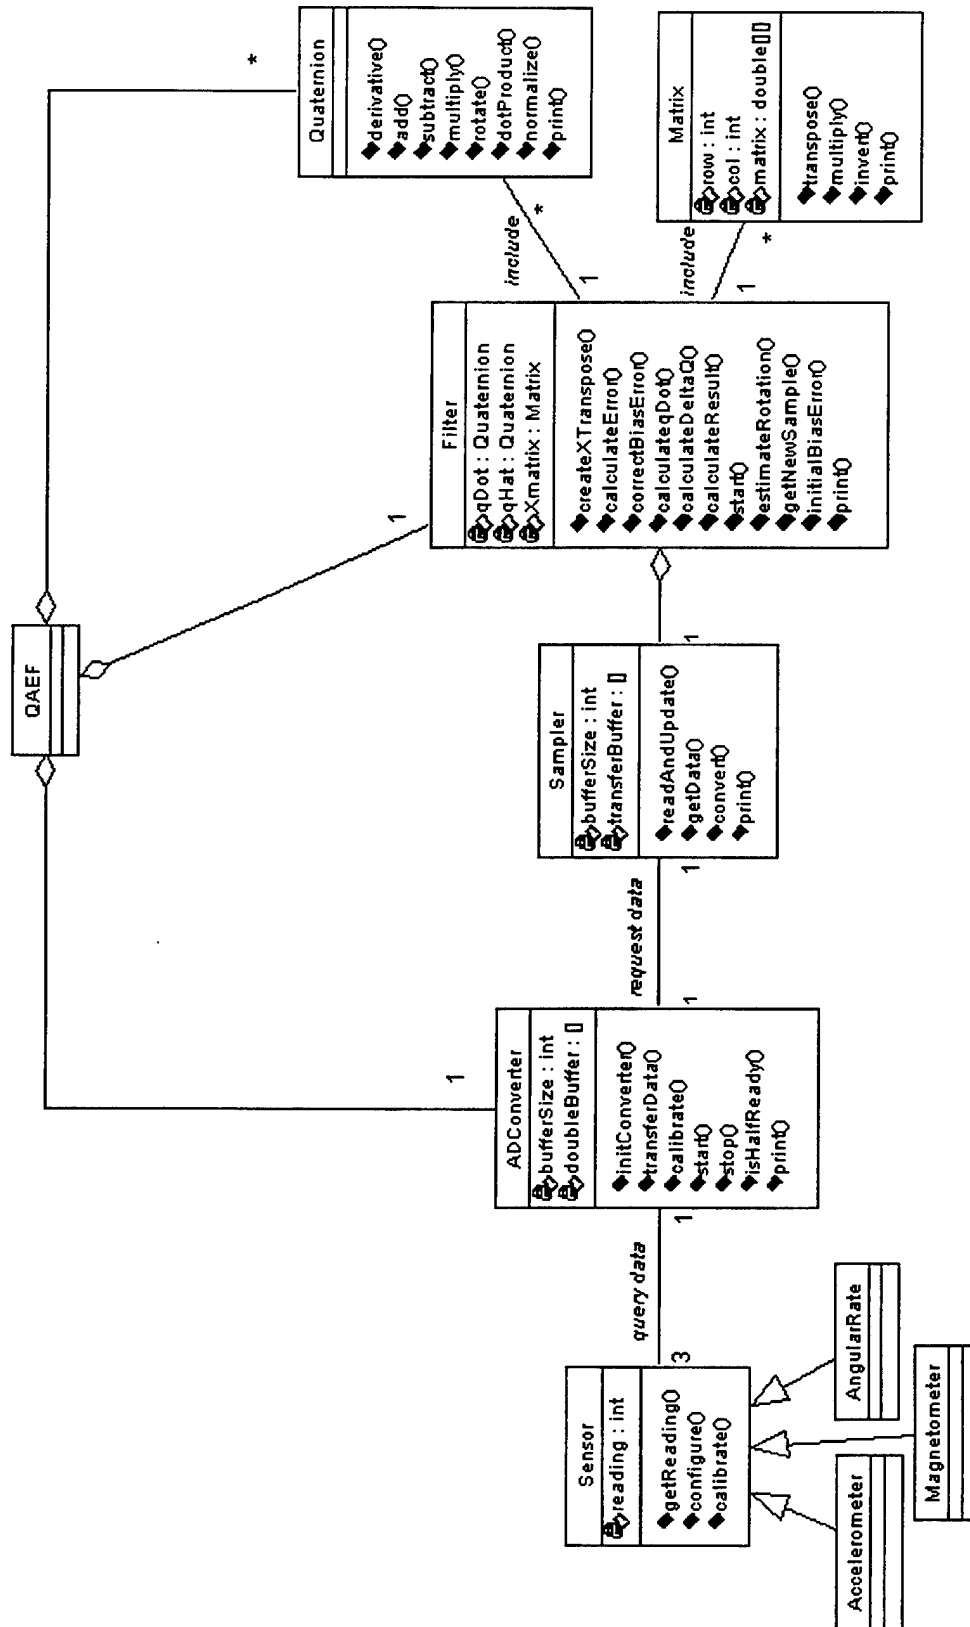 QAEF
1
1
*
Sensor
reading : int
getReading()
configure()
calibrate()
3
query data
1
ADConverter
bufferSize : int
doubleBuffer : []
initConverter()
transferData()
calibrate()
start()
stop()
isHalfReady()
print()
1
request data
1
Sampler
bufferSize : int
transferBuffer : []
readAndUpdate()
getData()
convert()
print()
1
Filter
qDot : Quaternion
qHat : Quaternion
Xmatrix : Matrix
createXTranspose()
calculateError()
correctBiasError()
calculateqDot()
calculateDeltaQ()
calculateResult()
start()
estimateRotation()
getNewSample()
initialBiasError()
print()
1
include
*
1
include
*
Quaternion
derivative()
add()
subtract()
multiply()
rotate()
dotProduct()
normalize()
print()
Matrix
row : int
col : int
matrix : double[][]
transpose()
multiply()
invert()
print()
Accelerometer
Magnetometer
AngularRate